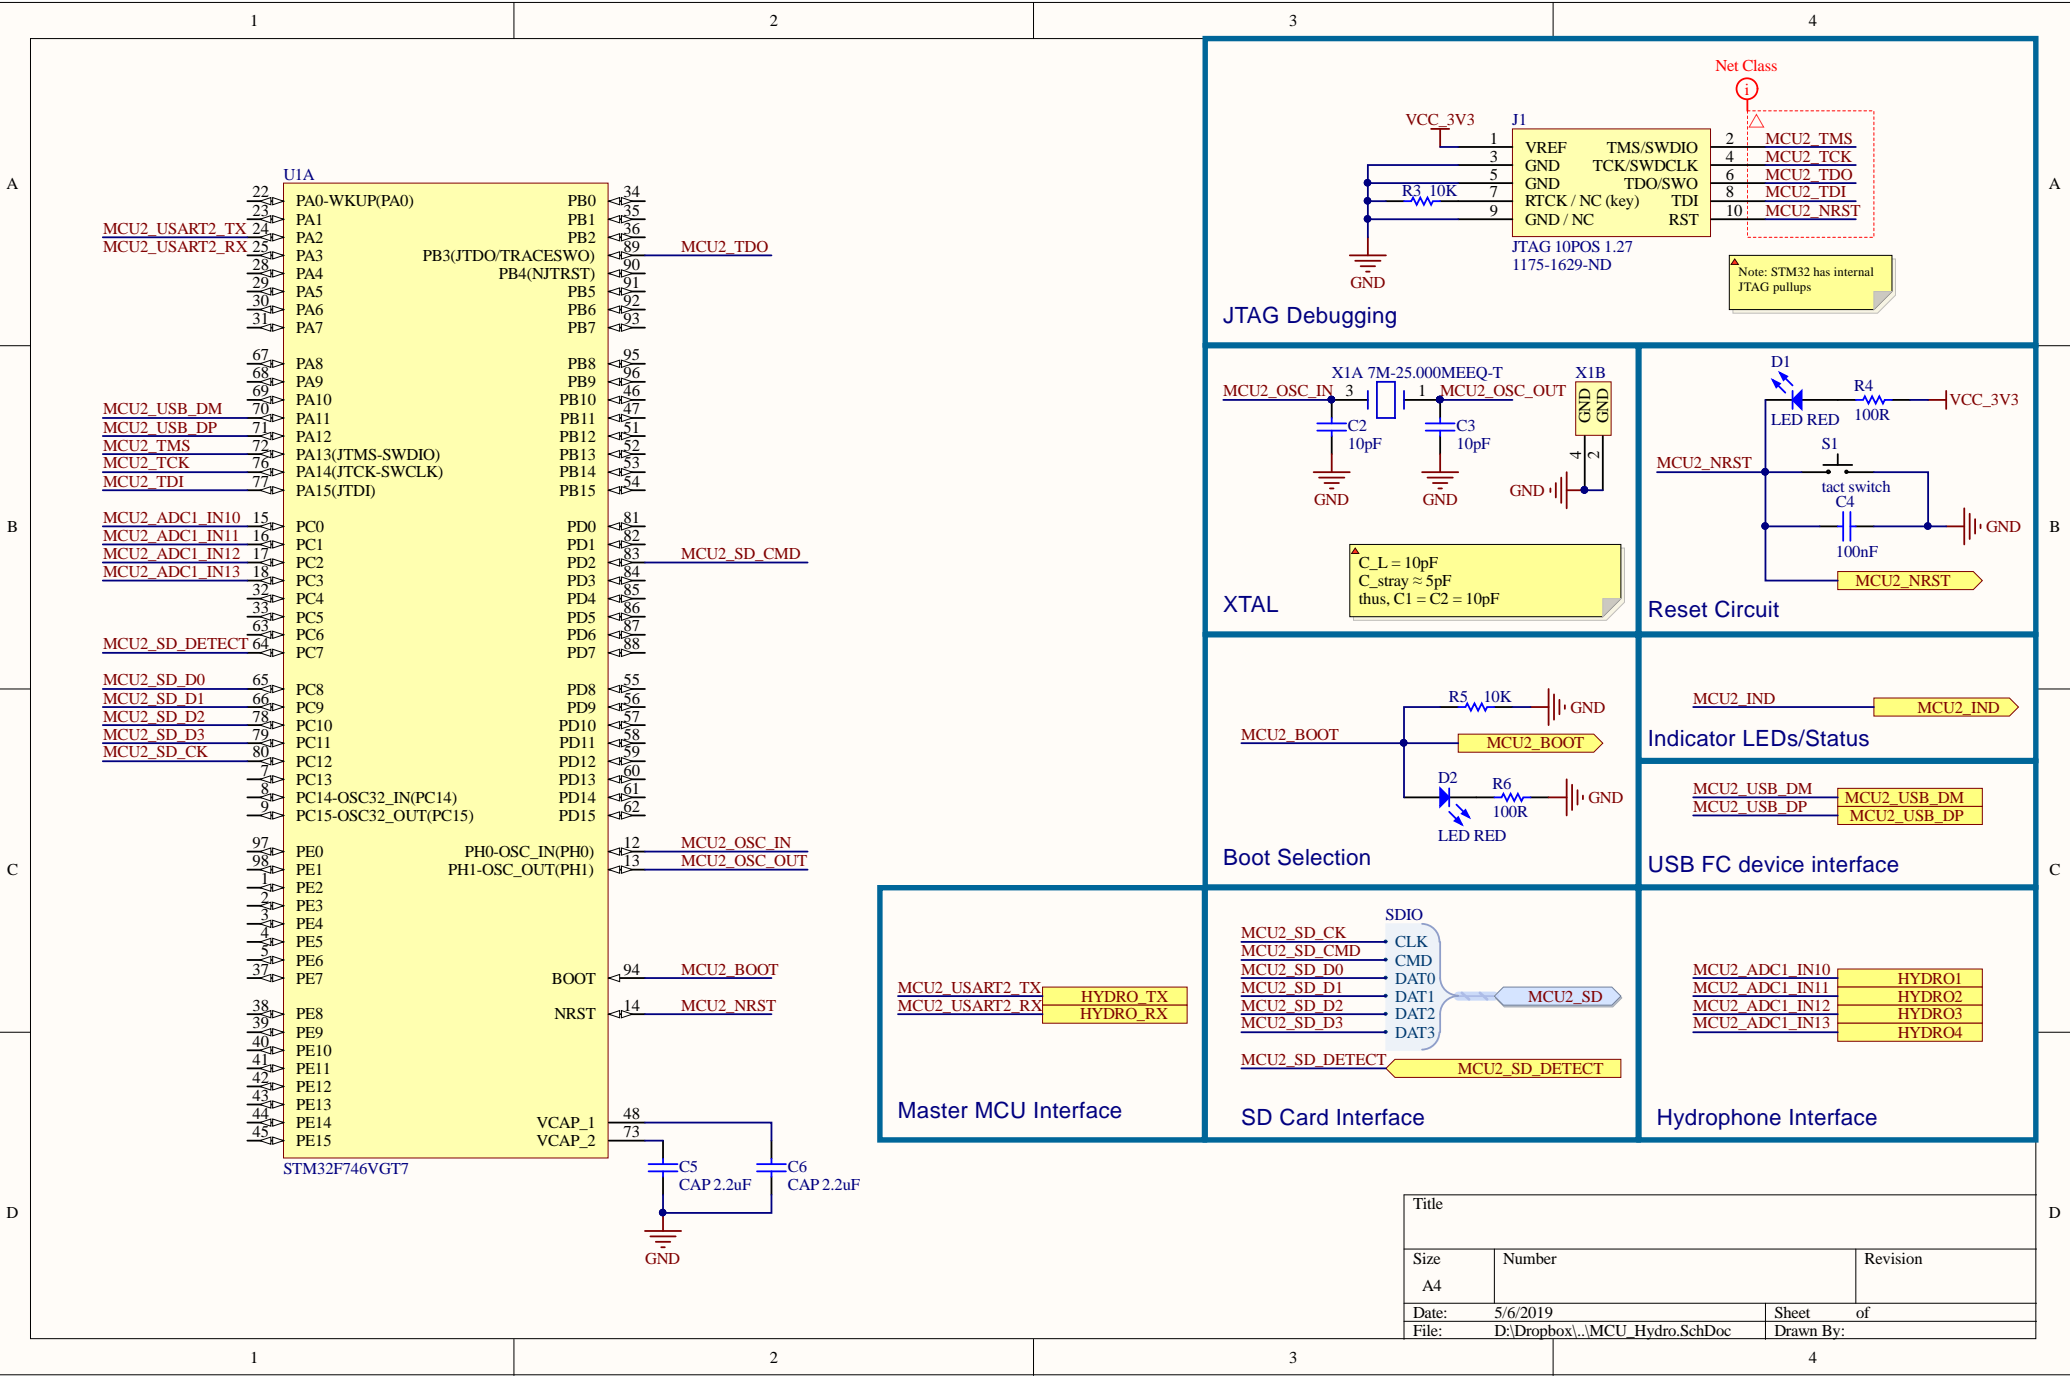 1 2 3 4
A
B
C
D
U1A
22 PA0-WKUP(PA0)
23 PA1
MCU2_USART2_TX 24 PA2
MCU2_USART2_RX 25 PA3
28 PA4
29 PA5
30 PA6
31 PA7
67 PA8
68 PA9
69 PA10
MCU2_USB_DM 70 PA11
MCU2_USB_DP 71 PA12
MCU2_TMS 72 PA13(JTMS-SWDIO)
MCU2_TCK 76 PA14(JTCK-SWCLK)
MCU2_TDI 77 PA15(JTDI)
MCU2_ADC1_IN10 15 PC0
MCU2_ADC1_IN11 16 PC1
MCU2_ADC1_IN12 17 PC2
MCU2_ADC1_IN13 18 PC3
32 PC4
33 PC5
63 PC6
MCU2_SD_DETECT 64 PC7
MCU2_SD_D0 65 PC8
MCU2_SD_D1 66 PC9
MCU2_SD_D2 78 PC10
MCU2_SD_D3 79 PC11
MCU2_SD_CK 80 PC12
7 PC13
8 PC14-OSC32_IN(PC14)
9 PC15-OSC32_OUT(PC15)
97 PE0
98 PE1
1 PE2
2 PE3
3 PE4
4 PE5
5 PE6
37 PE7
38 PE8
39 PE9
40 PE10
41 PE11
42 PE12
43 PE13
44 PE14
45 PE15
STM32F746VGT7
PB0 34
PB1 35
PB2 36
PB3(JTDO/TRACESWO) 89 MCU2_TDO
PB4(NJTRST) 90
PB5 91
PB6 92
PB7 93
PB8 95
PB9 96
PB10 46
PB11 47
PB12 51
PB13 52
PB14 53
PB15 54
PD0 81
PD1 82
PD2 83 MCU2_SD_CMD
PD3 84
PD4 85
PD5 86
PD6 87
PD7 88
PD8 55
PD9 56
PD10 57
PD11 58
PD12 59
PD13 60
PD14 61
PD15 62
PH0-OSC_IN(PH0) 12 MCU2_OSC_IN
PH1-OSC_OUT(PH1) 13 MCU2_OSC_OUT
BOOT 94 MCU2_BOOT
NRST 14 MCU2_NRST
VCAP_1 48
VCAP_2 73
C5 C6
CAP 2.2uF CAP 2.2uF
GND
Net Class
i
VCC_3V3 J1
1 VREF TMS/SWDIO 2 MCU2_TMS
3 GND TCK/SWDCLK 4 MCU2_TCK
5 GND TDO/SWO 6 MCU2_TDO
R3 10K 7 RTCK / NC (key) TDI 8 MCU2_TDI
9 GND / NC RST 10 MCU2_NRST
JTAG 10POS 1.27
1175-1629-ND
GND
Note: STM32 has internal
JTAG pullups
JTAG Debugging
X1A 7M-25.000MEEQ-T X1B
MCU2_OSC_IN 3 1 MCU2_OSC_OUT
GND GND
C2 C3
10pF 10pF
4 2
GND GND GND
C_L = 10pF
C_stray ≈ 5pF
thus, C1 = C2 = 10pF
XTAL
D1
R4
LED RED 100R VCC_3V3
S1
MCU2_NRST
tact switch
C4
GND
100nF
MCU2_NRST
Reset Circuit
R5 10K GND
MCU2_BOOT MCU2_BOOT
D2 R6 GND
100R
LED RED
Boot Selection
MCU2_IND MCU2_IND
Indicator LEDs/Status
MCU2_USB_DM MCU2_USB_DM
MCU2_USB_DP MCU2_USB_DP
USB FC device interface
MCU2_USART2_TX HYDRO_TX
MCU2_USART2_RX HYDRO_RX
Master MCU Interface
SDIO
MCU2_SD_CK CLK
MCU2_SD_CMD CMD
MCU2_SD_D0 DAT0
MCU2_SD_D1 DAT1 MCU2_SD
MCU2_SD_D2 DAT2
MCU2_SD_D3 DAT3
MCU2_SD_DETECT MCU2_SD_DETECT
SD Card Interface
MCU2_ADC1_IN10 HYDRO1
MCU2_ADC1_IN11 HYDRO2
MCU2_ADC1_IN12 HYDRO3
MCU2_ADC1_IN13 HYDRO4
Hydrophone Interface
Title
Size Number Revision
A4
Date: 5/6/2019 Sheet of
File: D:\Dropbox\..\MCU_Hydro.SchDoc Drawn By:
A
B
C
D
1 2 3 4